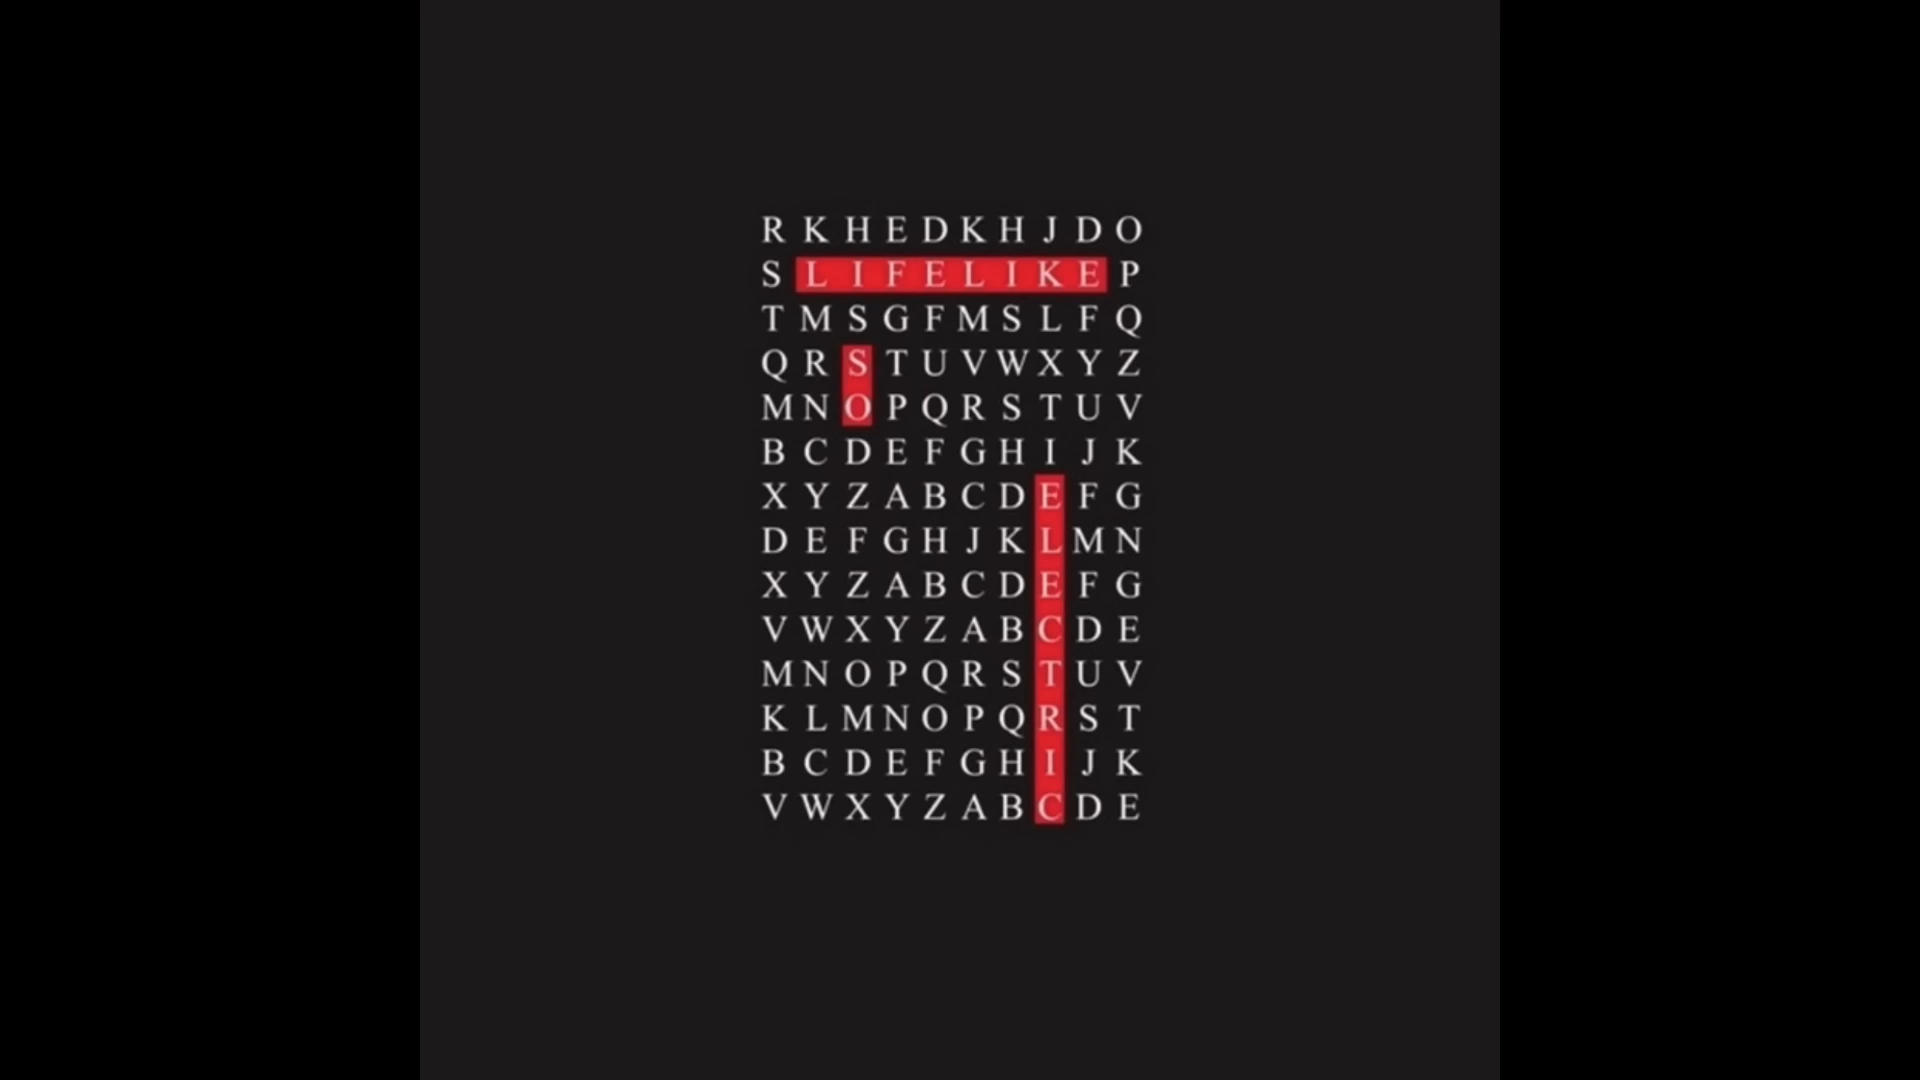 R K H E D K H J D O
S L I F E L I K E P
T M S G F M S L F Q
Q R S T U V W X Y Z
M N O P Q R S T U V
B C D E F G H I J K
X Y Z A B C D E F G
D E F G H J K L M N
X Y Z A B C D E F G
V W X Y Z A B C D E
M N O P Q R S T U V
K L M N O P Q R S T
B C D E F G H I J K
V W X Y Z A B C D E